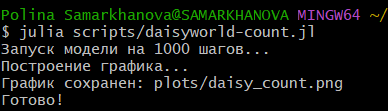 Polina Samarkhanova@SAMARKHANOVA MINGW64 ~/
$ julia scripts/daisyworld-count.jl
Запуск модели на 1000 шагов...
Построение графика...
График сохранен: plots/daisy_count.png
Готово!